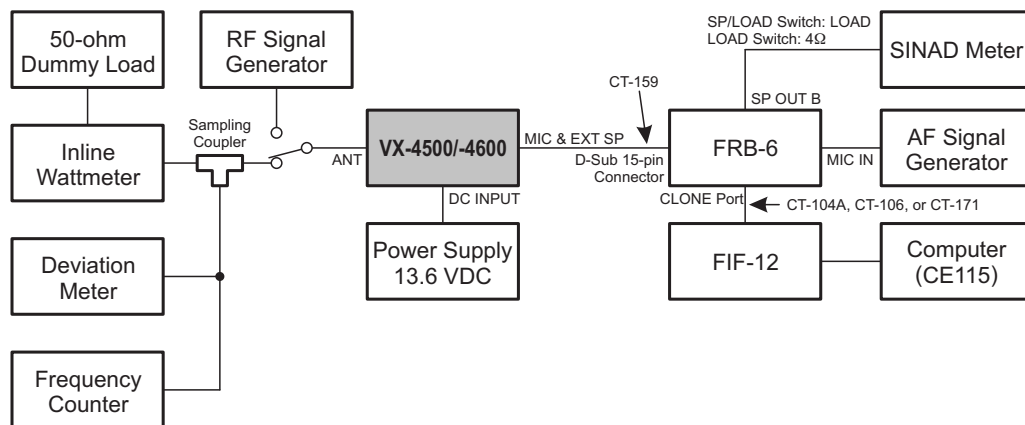 50-ohm
Dummy Load
RF Signal
Generator
SP/LOAD Switch: LOAD
LOAD Switch: 4Ω
SINAD Meter
CT-159
SP OUT B
Sampling
Coupler
Inline
Wattmeter
ANT
VX-4500/-4600
MIC & EXT SP
D-Sub 15-pin
Connector
FRB-6
MIC IN
AF Signal
Generator
DC INPUT
CLONE Port
CT-104A, CT-106, or CT-171
Deviation
Meter
Power Supply
13.6 VDC
FIF-12
Computer
(CE115)
Frequency
Counter